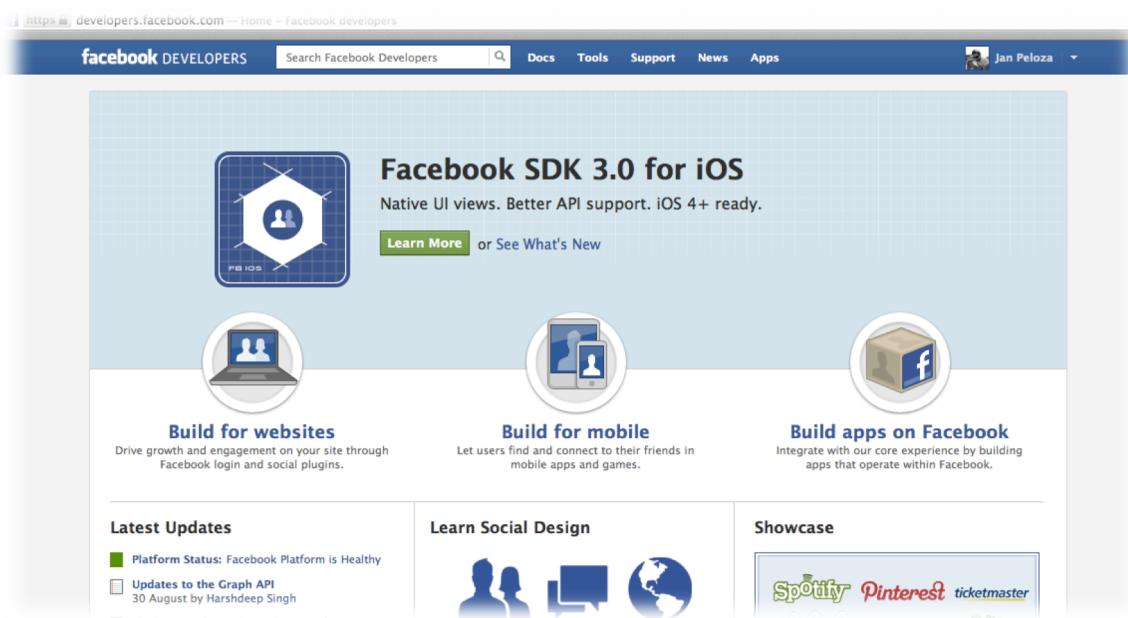 https developers.facebook.com — Home – Facebook developers
facebook DEVELOPERS Search Facebook Developers Docs Tools Support News Apps Jan Peloza
Facebook SDK 3.0 for iOS
Native UI views. Better API support. iOS 4+ ready.
Learn More or See What's New
FB IOS
Build for websites
Drive growth and engagement on your site through
Facebook login and social plugins.
Build for mobile
Let users find and connect to their friends in
mobile apps and games.
Build apps on Facebook
Integrate with our core experience by building
apps that operate within Facebook.
Latest Updates
Platform Status: Facebook Platform is Healthy
Updates to the Graph API
30 August by Harshdeep Singh
Learn Social Design
Showcase
Spotify Pinterest ticketmaster